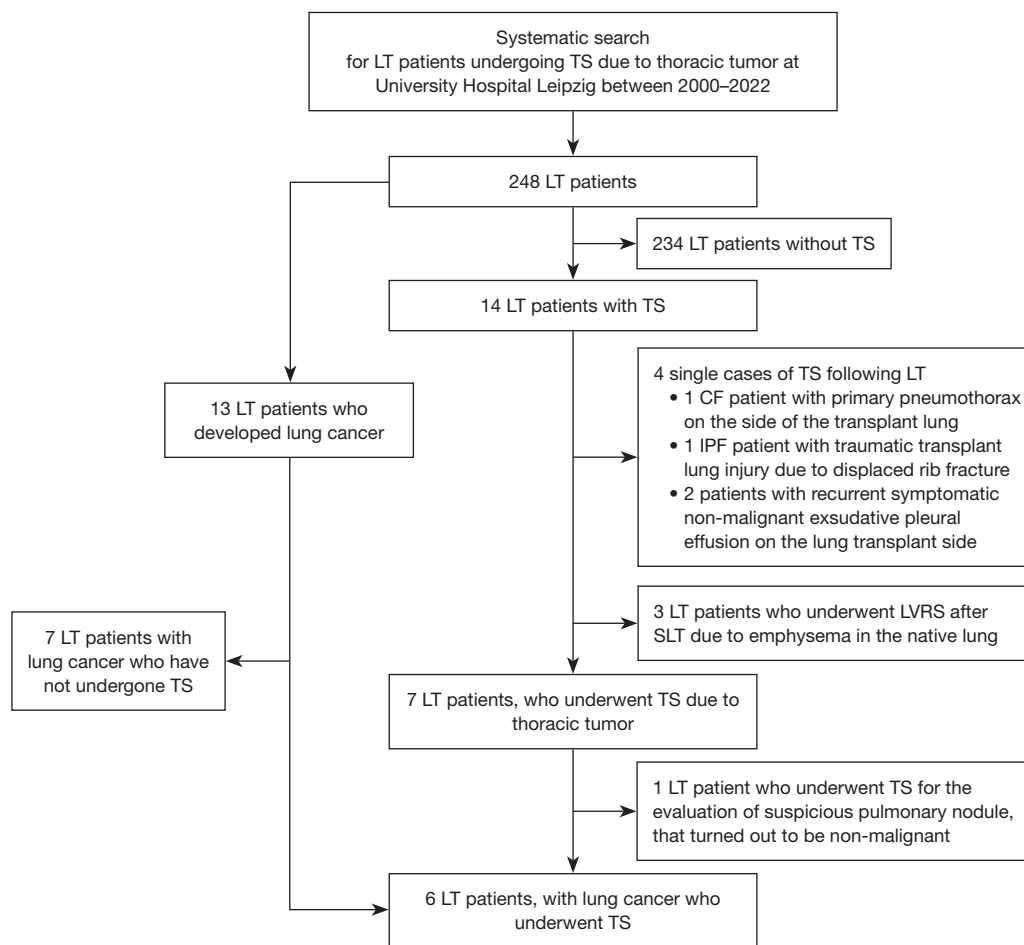 Systematic search
for LT patients undergoing TS due to thoracic tumor at
University Hospital Leipzig between 2000–2022
248 LT patients
234 LT patients without TS
14 LT patients with TS
4 single cases of TS following LT
• 1 CF patient with primary pneumothorax
on the side of the transplant lung
• 1 IPF patient with traumatic transplant
lung injury due to displaced rib fracture
• 2 patients with recurrent symptomatic
non-malignant exsudative pleural
effusion on the lung transplant side
13 LT patients who
developed lung cancer
3 LT patients who underwent LVRS after
SLT due to emphysema in the native lung
7 LT patients with
lung cancer who have
not undergone TS
7 LT patients, who underwent TS due to
thoracic tumor
1 LT patient who underwent TS for the
evaluation of suspicious pulmonary nodule,
that turned out to be non-malignant
6 LT patients, with lung cancer who
underwent TS